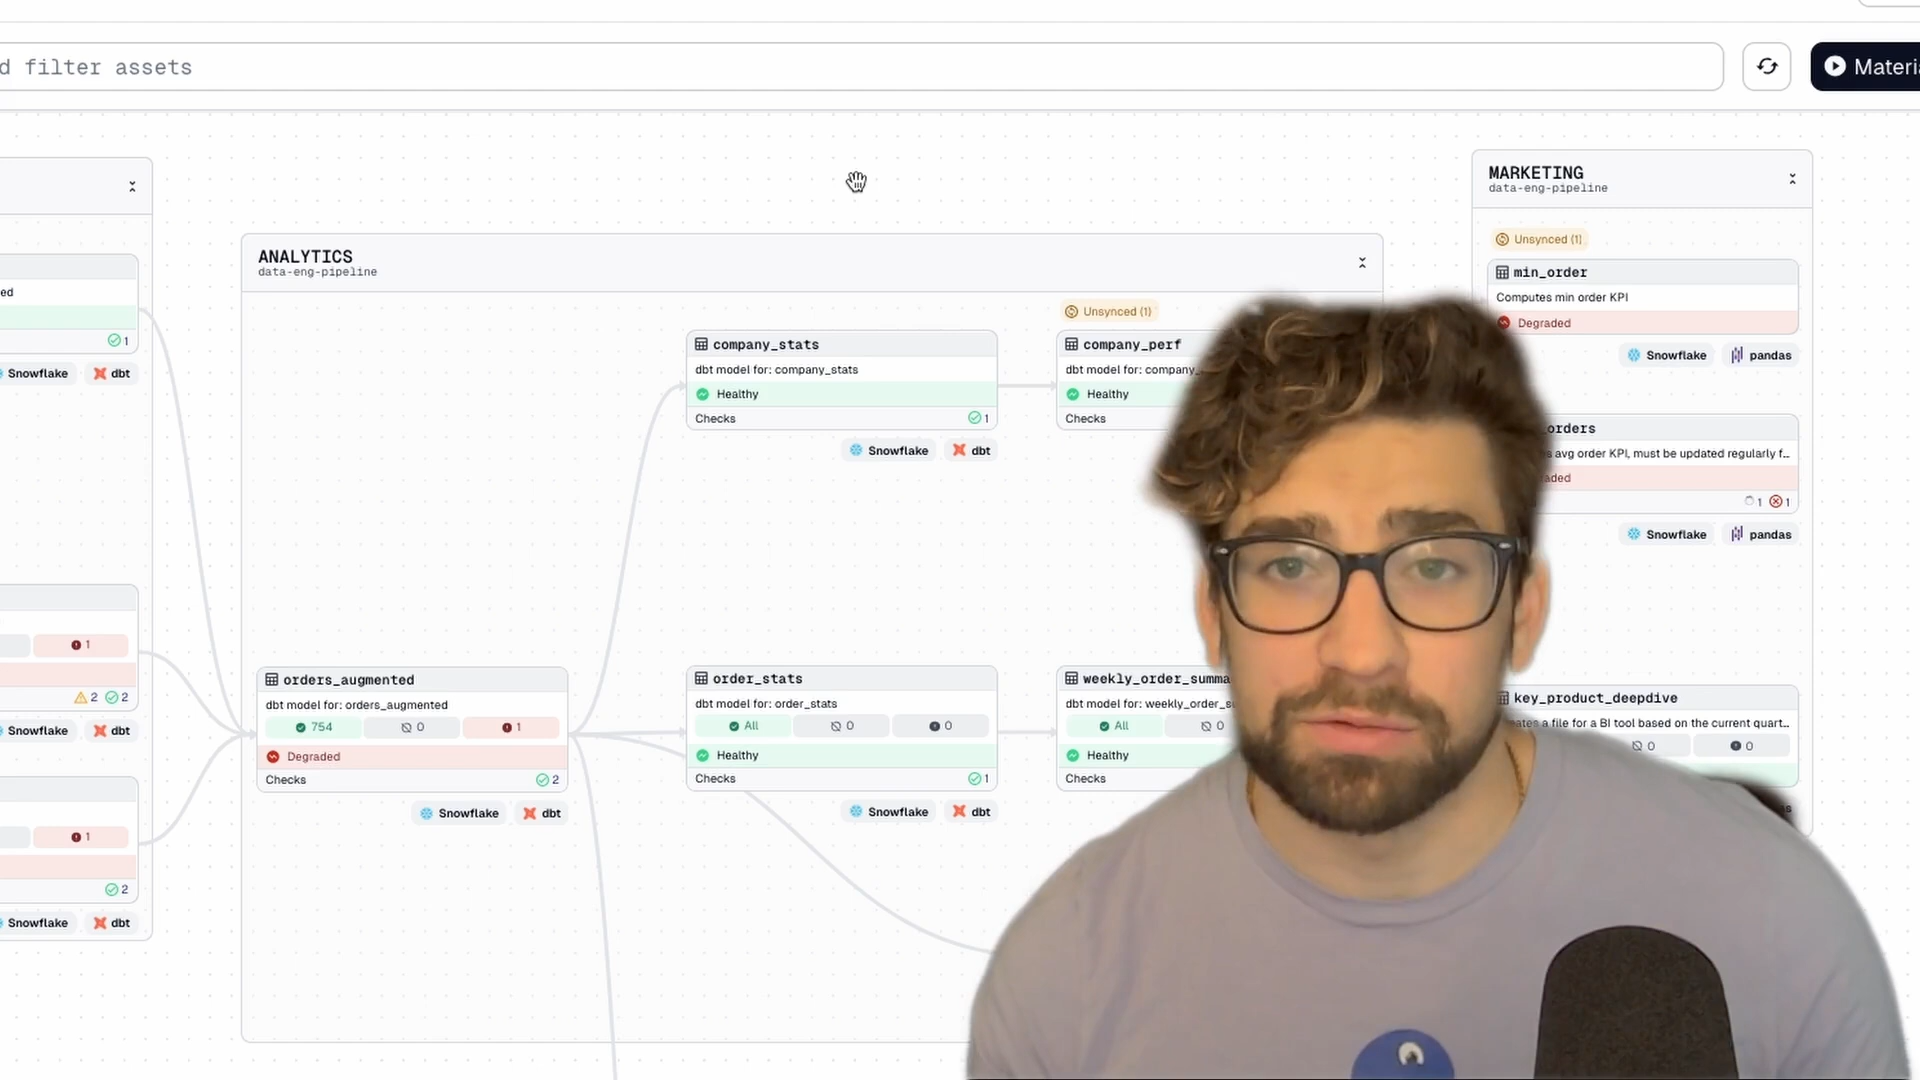 d filter assets
Materi
ed
1
Snowflake
dbt
1
2
2
Snowflake
dbt
1
2
Snowflake
dbt
ANALYTICS
data-eng-pipeline
company_stats
dbt model for: company_stats
Healthy
Checks
1
Snowflake
dbt
Unsynced (1)
company_perf
dbt model for: company_
Healthy
Checks
orders_augmented
dbt model for: orders_augmented
754
0
1
Degraded
Checks
2
Snowflake
dbt
order_stats
dbt model for: order_stats
All
0
0
Healthy
Checks
1
Snowflake
dbt
weekly_order_summa
dbt model for: weekly_order_su
All
0
Healthy
Checks
MARKETING
data-eng-pipeline
Unsynced (1)
min_order
Computes min order KPI
Degraded
Snowflake
pandas
_orders
s avg order KPI, must be updated regularly f...
aded
1
1
Snowflake
pandas
key_product_deepdive
ates a file for a BI tool based on the current quart...
0
0